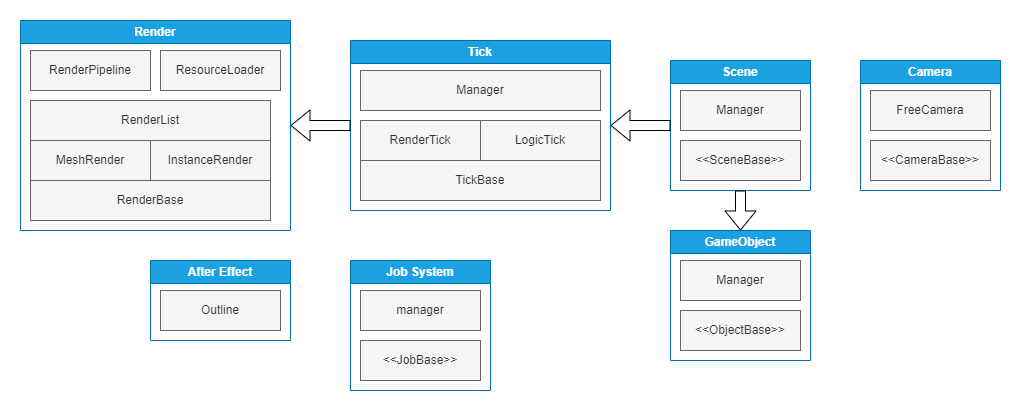 Render
RenderPipeline
ResourceLoader
RenderList
MeshRender
InstanceRender
RenderBase
Tick
Manager
RenderTick
LogicTick
TickBase
Scene
Manager
<<SceneBase>>
Camera
FreeCamera
<<CameraBase>>
After Effect
Outline
Job System
manager
<<JobBase>>
GameObject
Manager
<<ObjectBase>>